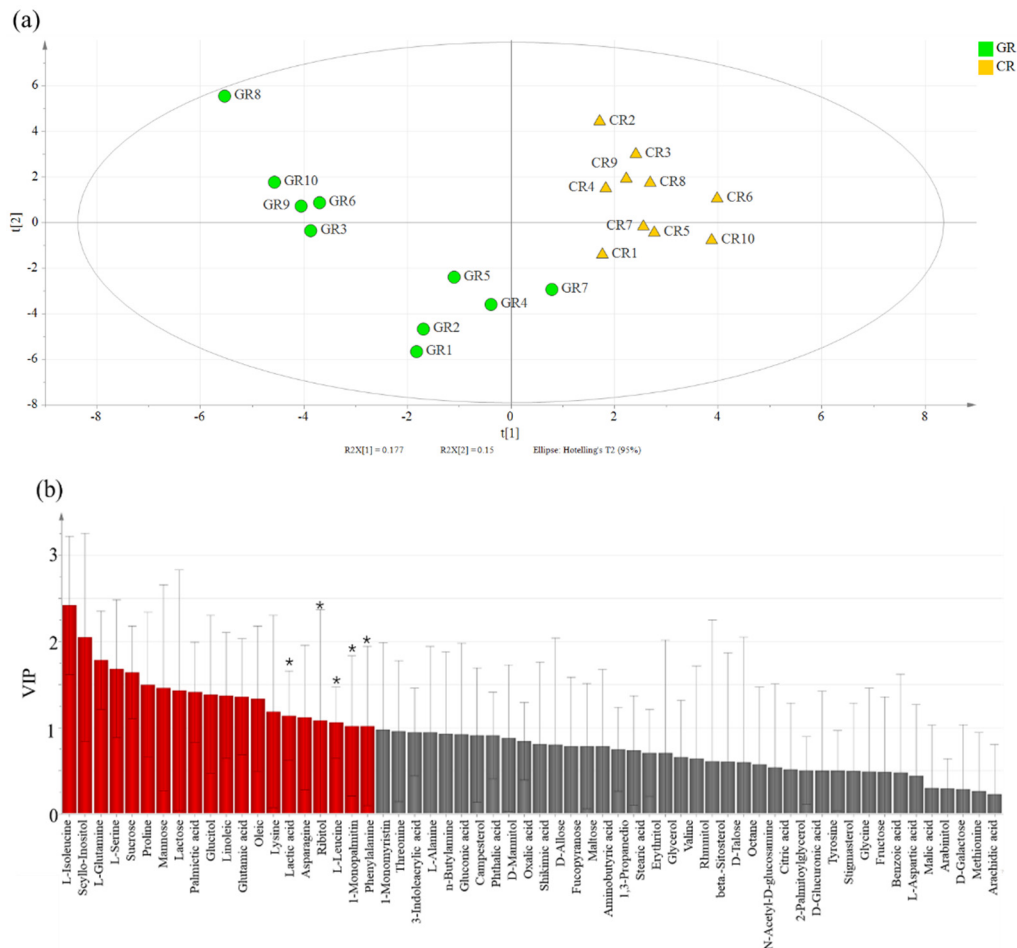 (a)
GR
CR
6
4
2
0
-2
-4
-6
-8
t[2]
GR8
CR2
CR3
GR10
CR9
CR8
GR9
GR6
CR4
CR6
GR3
CR7
CR5
CR10
CR1
GR5
GR4
GR7
GR2
GR1
-8
-6
-4
-2
0
2
4
6
8
t[1]
R2X[1] = 0.177
R2X[2] = 0.15
Ellipse: Hotelling's T2 (95%)
(b)
3
2
1
0
VIP
*
*
*
*
*
L-Isoleucine
Scyllo-Inositol
L-Glutamine
L-Serine
Sucrose
Proline
Mannose
Lactose
Palmictic acid
Glucitol
Linoleic
Glutamic acid
Oleic
Lysine
Lactic acid
Asparagine
Ribitol
L-Leucine
1-Monopalmitin
Phenylalanine
1-Monomyristin
Threonine
3-Indoleacrylic acid
L-Alanine
n-Butylamine
Gluconic acid
Campesterol
Phthalic acid
D-Mannitol
Oxalic acid
Shikimic acid
D-Allose
Fucopyranose
Maltose
Aminobutyric acid
1,3-Propanedio
Stearic acid
Erythritol
Glycerol
Valine
Rhmnitol
beta.-Sitosterol
D-Talose
Octane
N-Acetyl-D-glucosamine
Citric acid
2-Palmitoylglycerol
D-Glucuronic acid
Tyrosine
Stigmasterol
Glycine
Fructose
Benzoic acid
L-Aspartic acid
Malic acid
Arabinitol
D-Galactose
Methionine
Arachidic acid